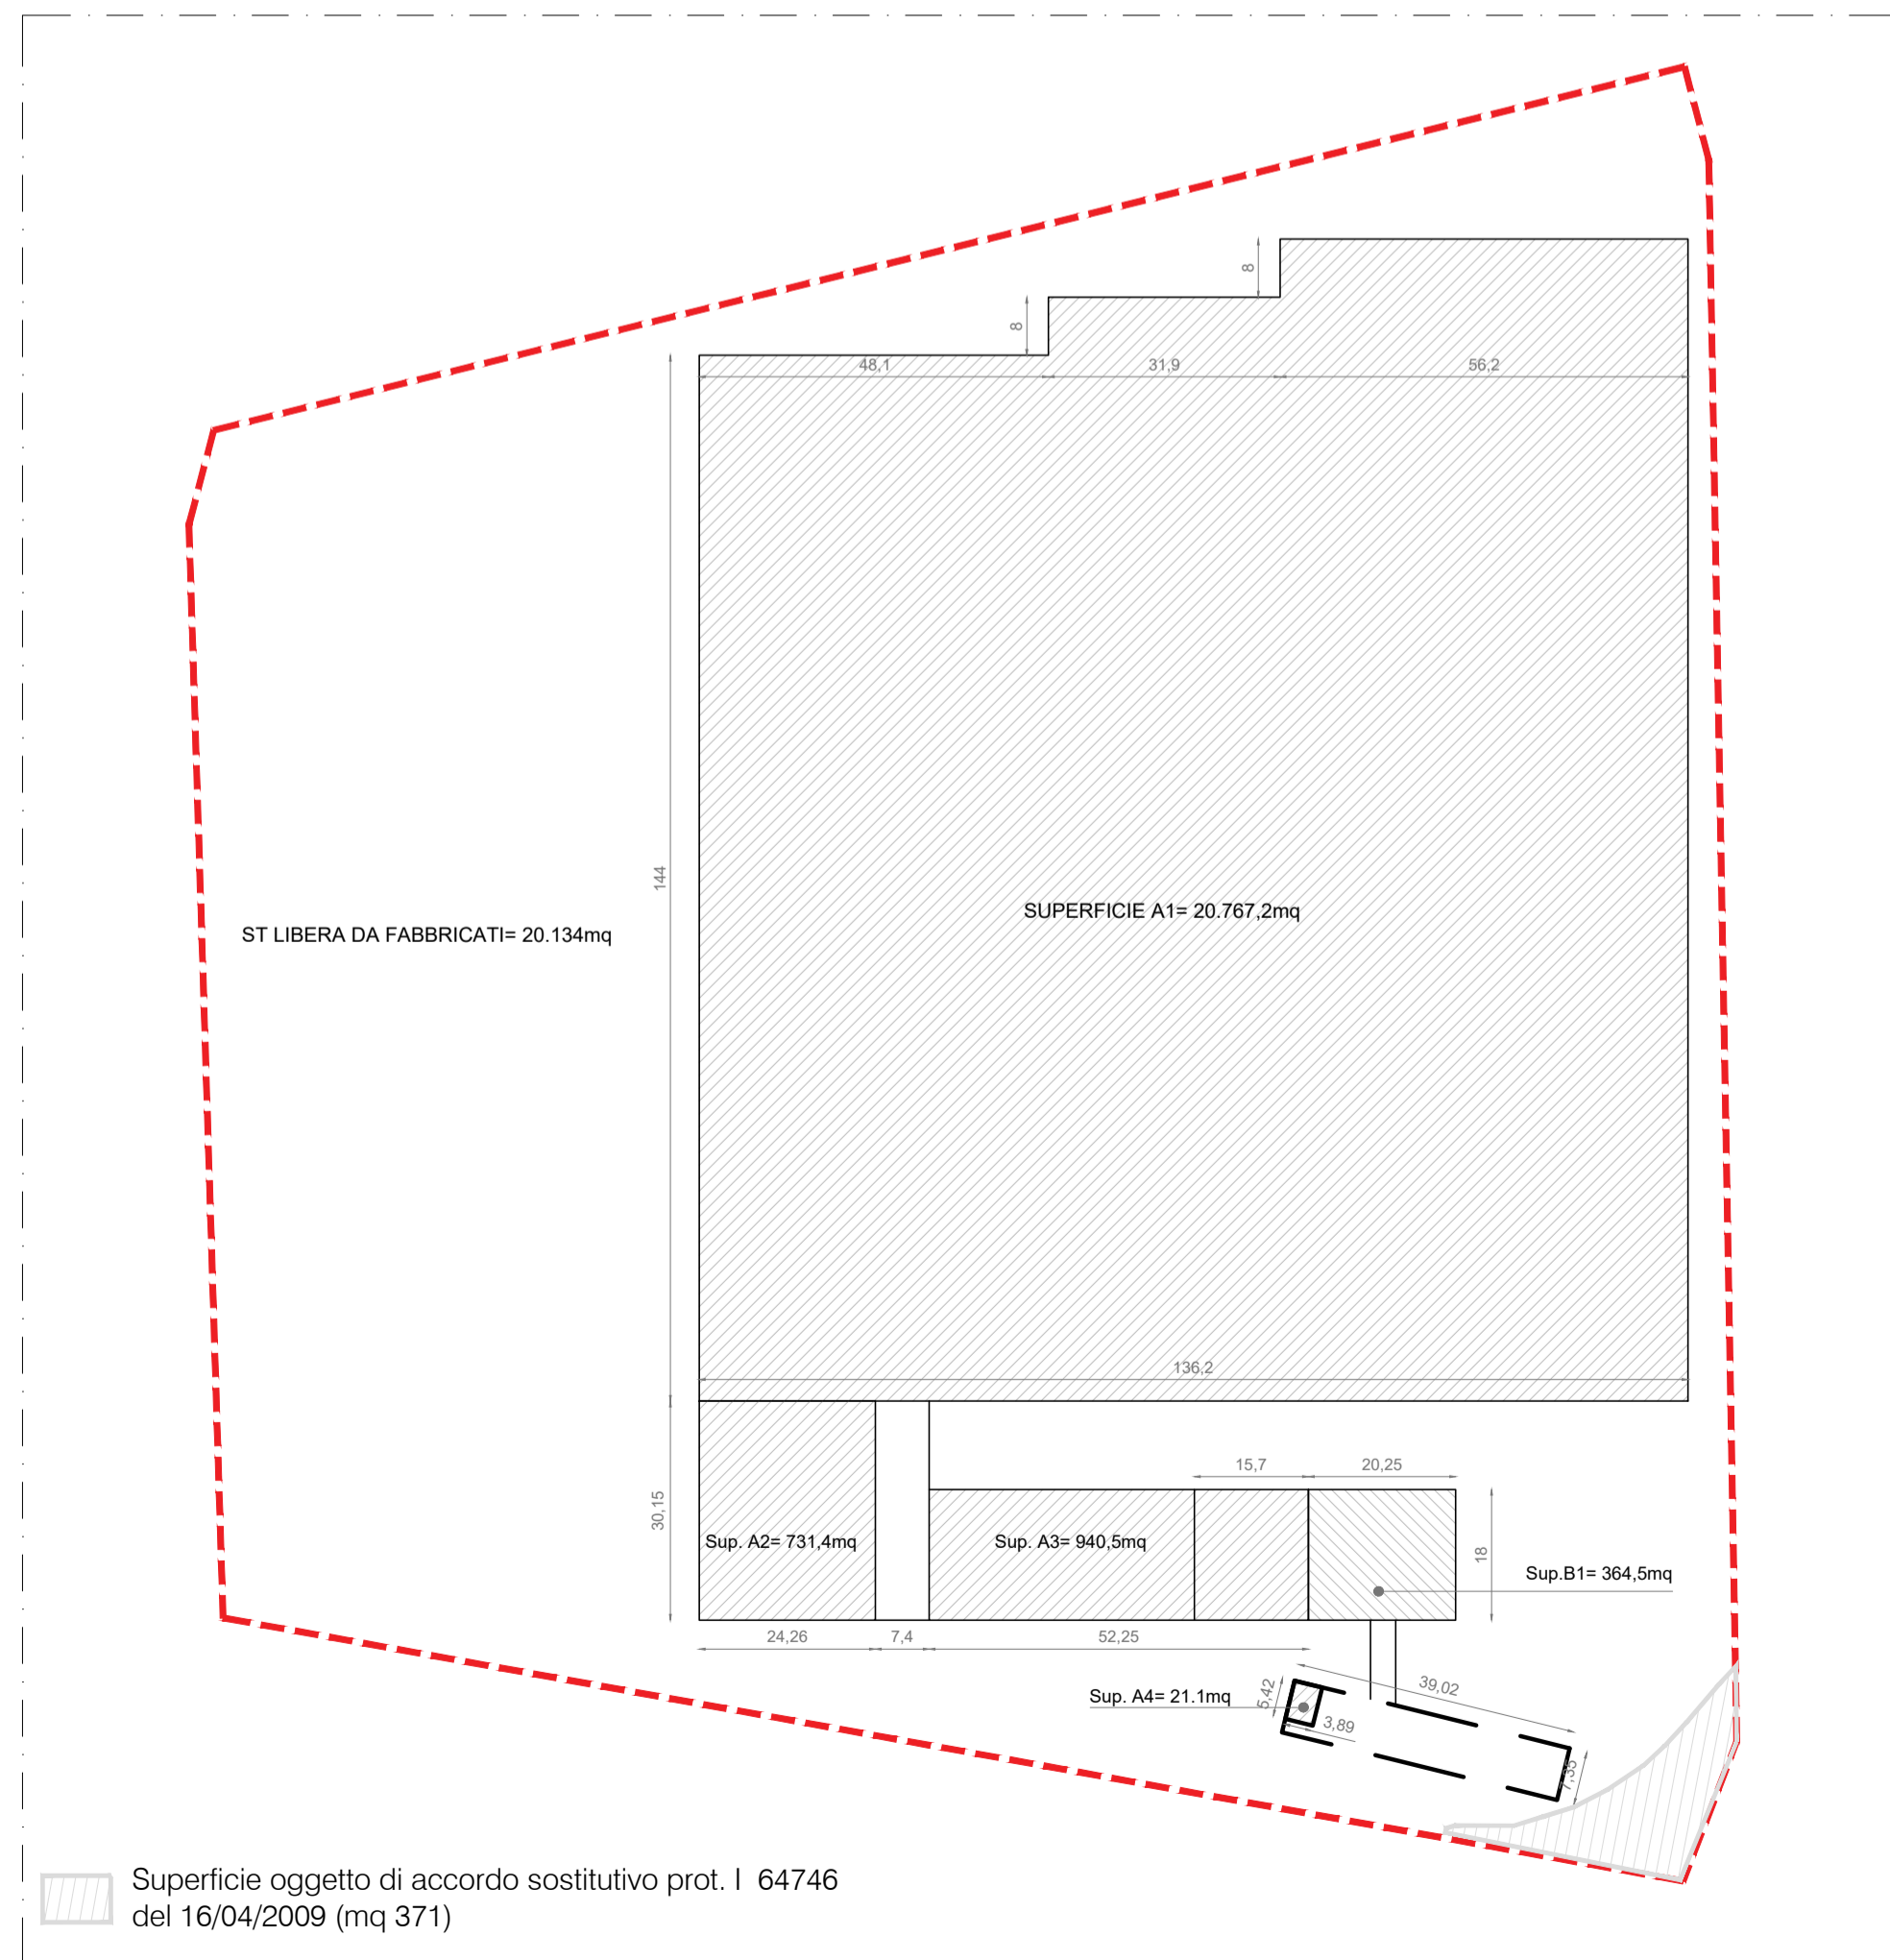 8
8
48,1
31,9
56,2
144
SUPERFICIE A1= 20.767,2mq
ST LIBERA DA FABBRICATI= 20.134mq
136,2
15,7
20,25
30,15
Sup. A2= 731,4mq
Sup. A3= 940,5mq
18
Sup.B1= 364,5mq
24,26
7,4
52,25
39,02
5,42
Sup. A4= 21.1mq
3,89
7,35
Superficie oggetto di accordo sostitutivo prot. I 64746
del 16/04/2009 (mq 371)